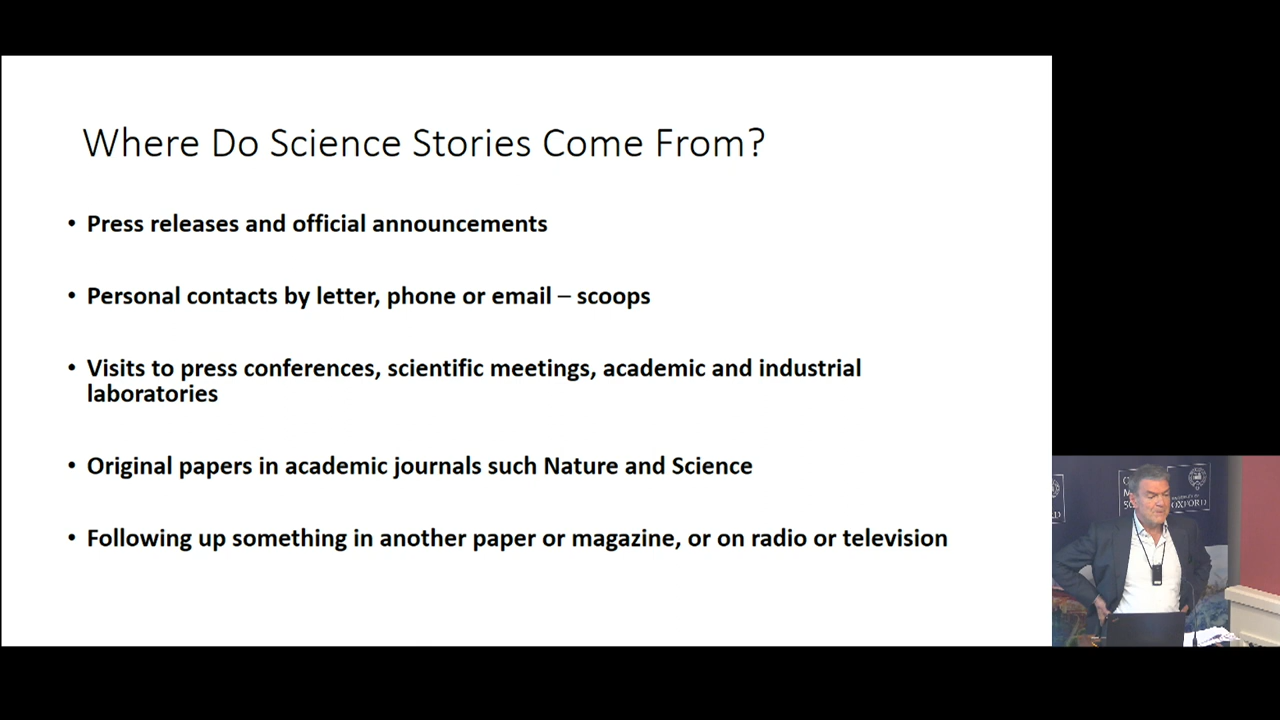 Where Do Science Stories Come From?
• Press releases and official announcements
• Personal contacts by letter, phone or email – scoops
• Visits to press conferences, scientific meetings, academic and industrial
laboratories
• Original papers in academic journals such Nature and Science
• Following up something in another paper or magazine, or on radio or television
OXFORD